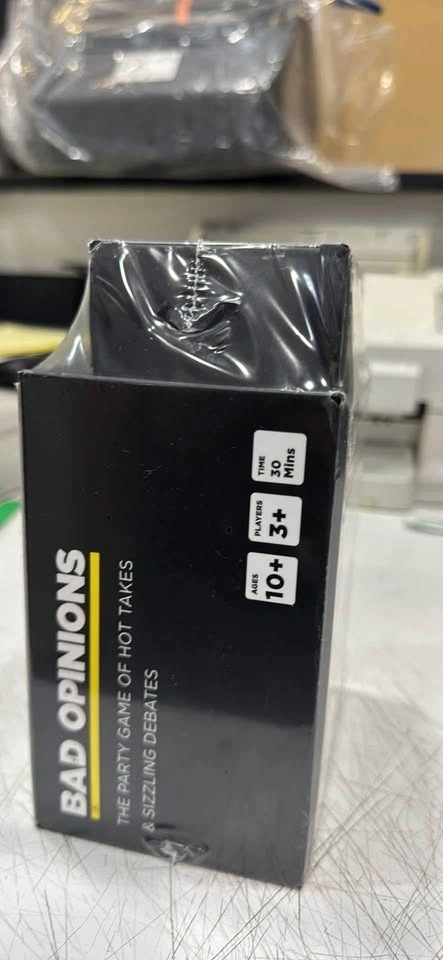 BAD OPINIONS
THE PARTY GAME OF HOT TAKES
& SIZZLING DEBATES
AGES
10+
PLAYERS
3+
TIME
30
Mins